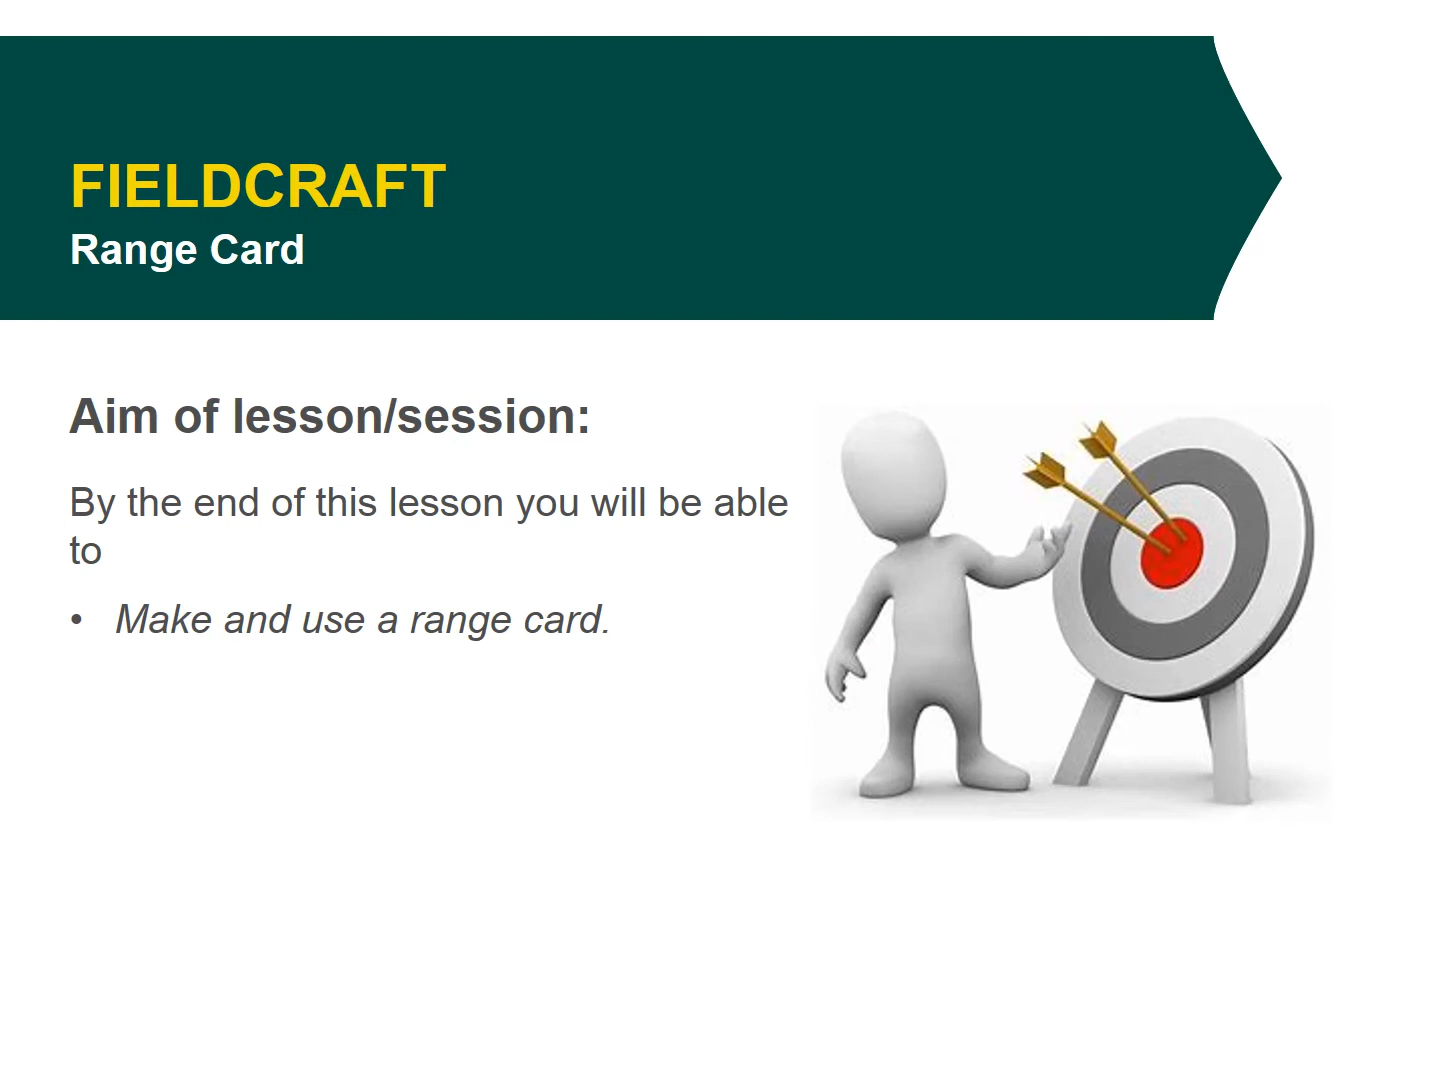 FIELDCRAFT
Range Card
Aim of lesson/session:
By the end of this lesson you will be able
to
• Make and use a range card.